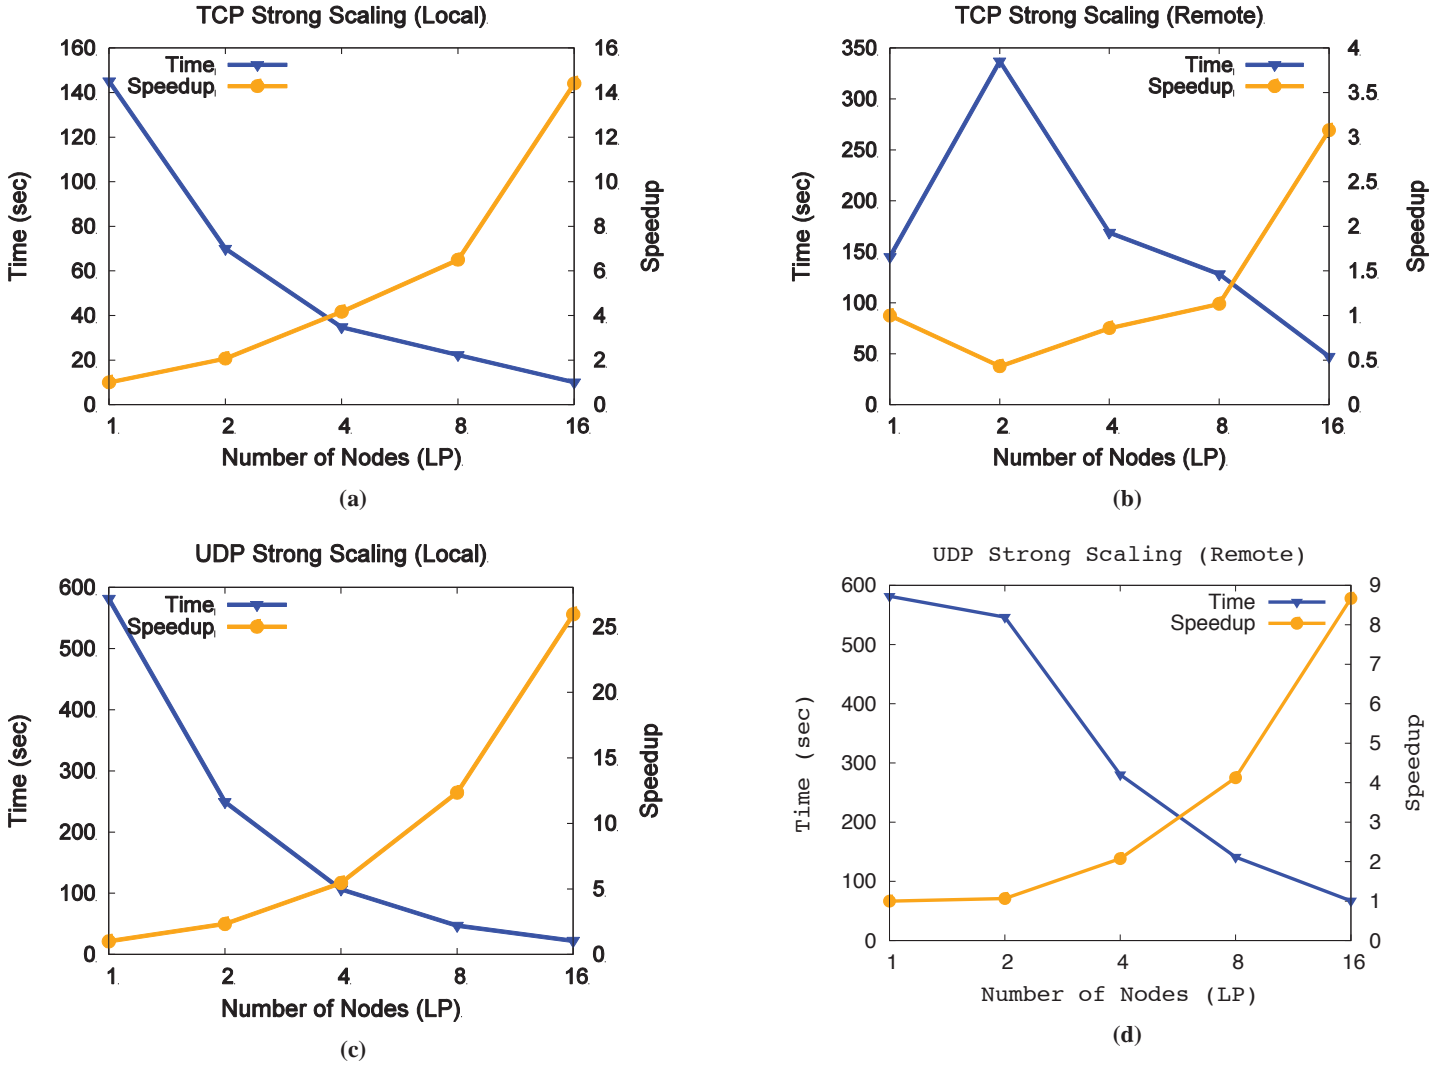 TCP Strong Scaling (Local)
160
140
120
100
80
60
40
20
0
16
14
12
10
8
6
4
2
0
Time
Speedup
Time (sec)
Speedup
1 2 4 8 16
Number of Nodes (LP)
(a)
TCP Strong Scaling (Remote)
350
300
250
200
150
100
50
0
4
3.5
3
2.5
2
1.5
1
0.5
0
Time
Speedup
Time (sec)
Speedup
1 2 4 8 16
Number of Nodes (LP)
(b)
UDP Strong Scaling (Local)
600
500
400
300
200
100
0
25
20
15
10
5
0
Time
Speedup
Time (sec)
Speedup
1 2 4 8 16
Number of Nodes (LP)
(c)
UDP Strong Scaling (Remote)
600
500
400
300
200
100
0
9
8
7
6
5
4
3
2
1
0
Time
Speedup
Time (sec)
Speedup
1 2 4 8 16
Number of Nodes (LP)
(d)